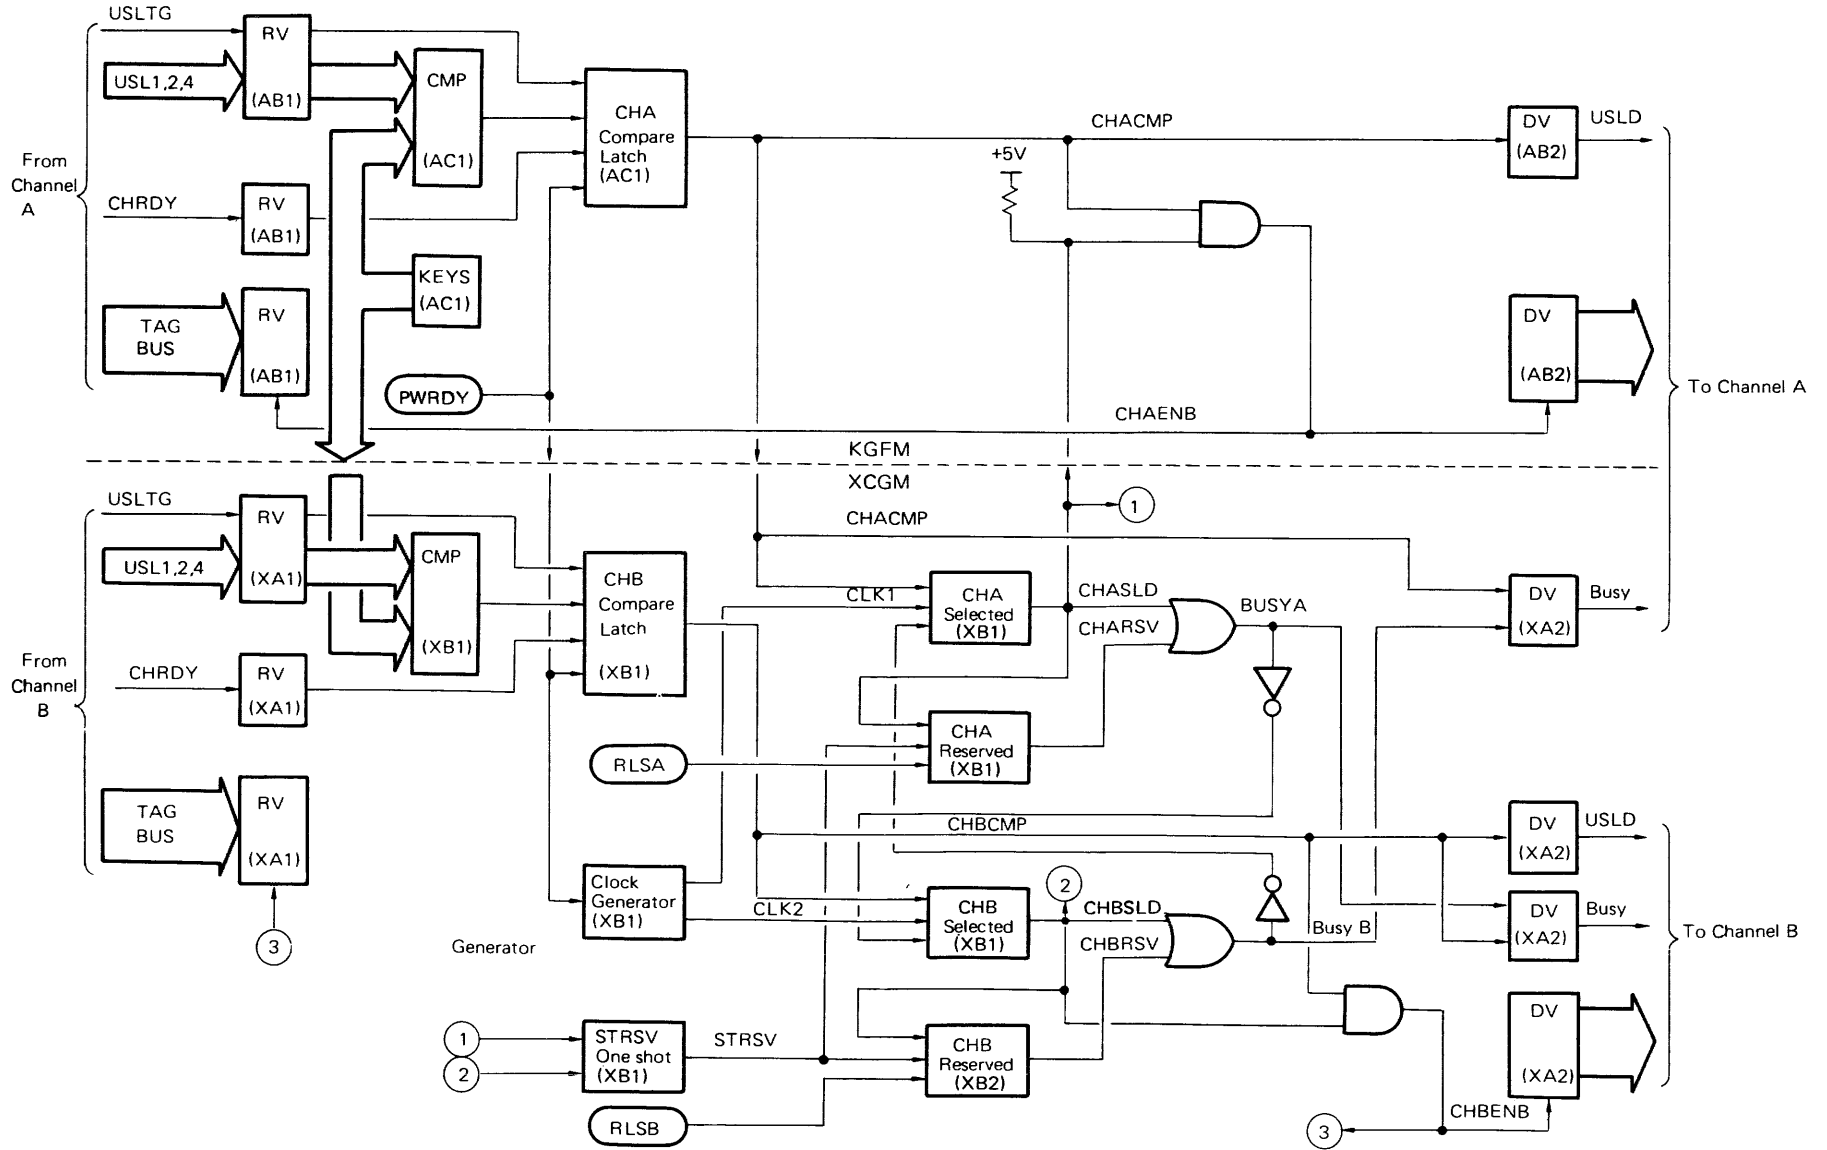 USLTG
RV
(AB1)
USL1,2,4
CMP
(AC1)
CHA
Compare
Latch
(AC1)
CHACMP
DV
(AB2)
USLD
From
Channel
A
+5V
CHRDY
RV
(AB1)
KEYS
(AC1)
TAG
BUS
RV
(AB1)
PWRDY
DV
(AB2)
To Channel A
CHAENB
KGFM
XCGM
USLTG
RV
(XA1)
USL1,2,4
CMP
(XB1)
CHB
Compare
Latch
(XB1)
CHACMP
1
CLK1
CHA
Selected
(XB1)
CHASLD
CHARSV
BUSYA
DV
(XA2)
Busy
From
Channel
B
CHRDY
RV
(XA1)
RLSA
CHA
Reserved
(XB1)
TAG
BUS
RV
(XA1)
3
CHBCMP
DV
(XA2)
USLD
Clock
Generator
(XB1)
CLK2
CHB
Selected
(XB1)
2
CHBSLD
CHBRSV
Busy B
DV
(XA2)
Busy
To Channel B
Generator
1
2
STRSV
One shot
(XB1)
STRSV
CHB
Reserved
(XB2)
DV
(XA2)
RLSB
CHBENB
3